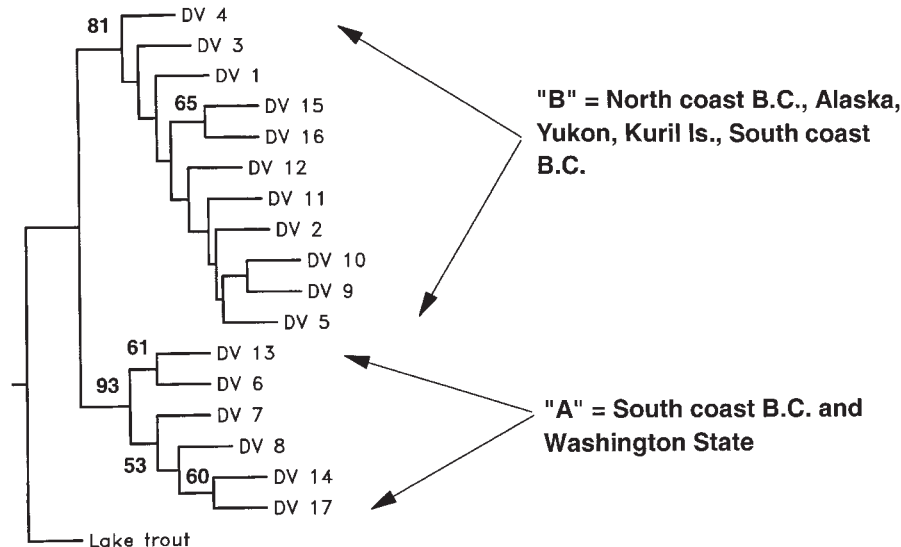 81
DV 4
DV 3
DV 1
65
DV 15
DV 16
DV 12
DV 11
DV 2
DV 10
DV 9
DV 5
"B" = North coast B.C., Alaska,
Yukon, Kuril Is., South coast
B.C.
61
DV 13
93
DV 6
DV 7
53
DV 8
60
DV 14
DV 17
"A" = South coast B.C. and
Washington State
Lake trout